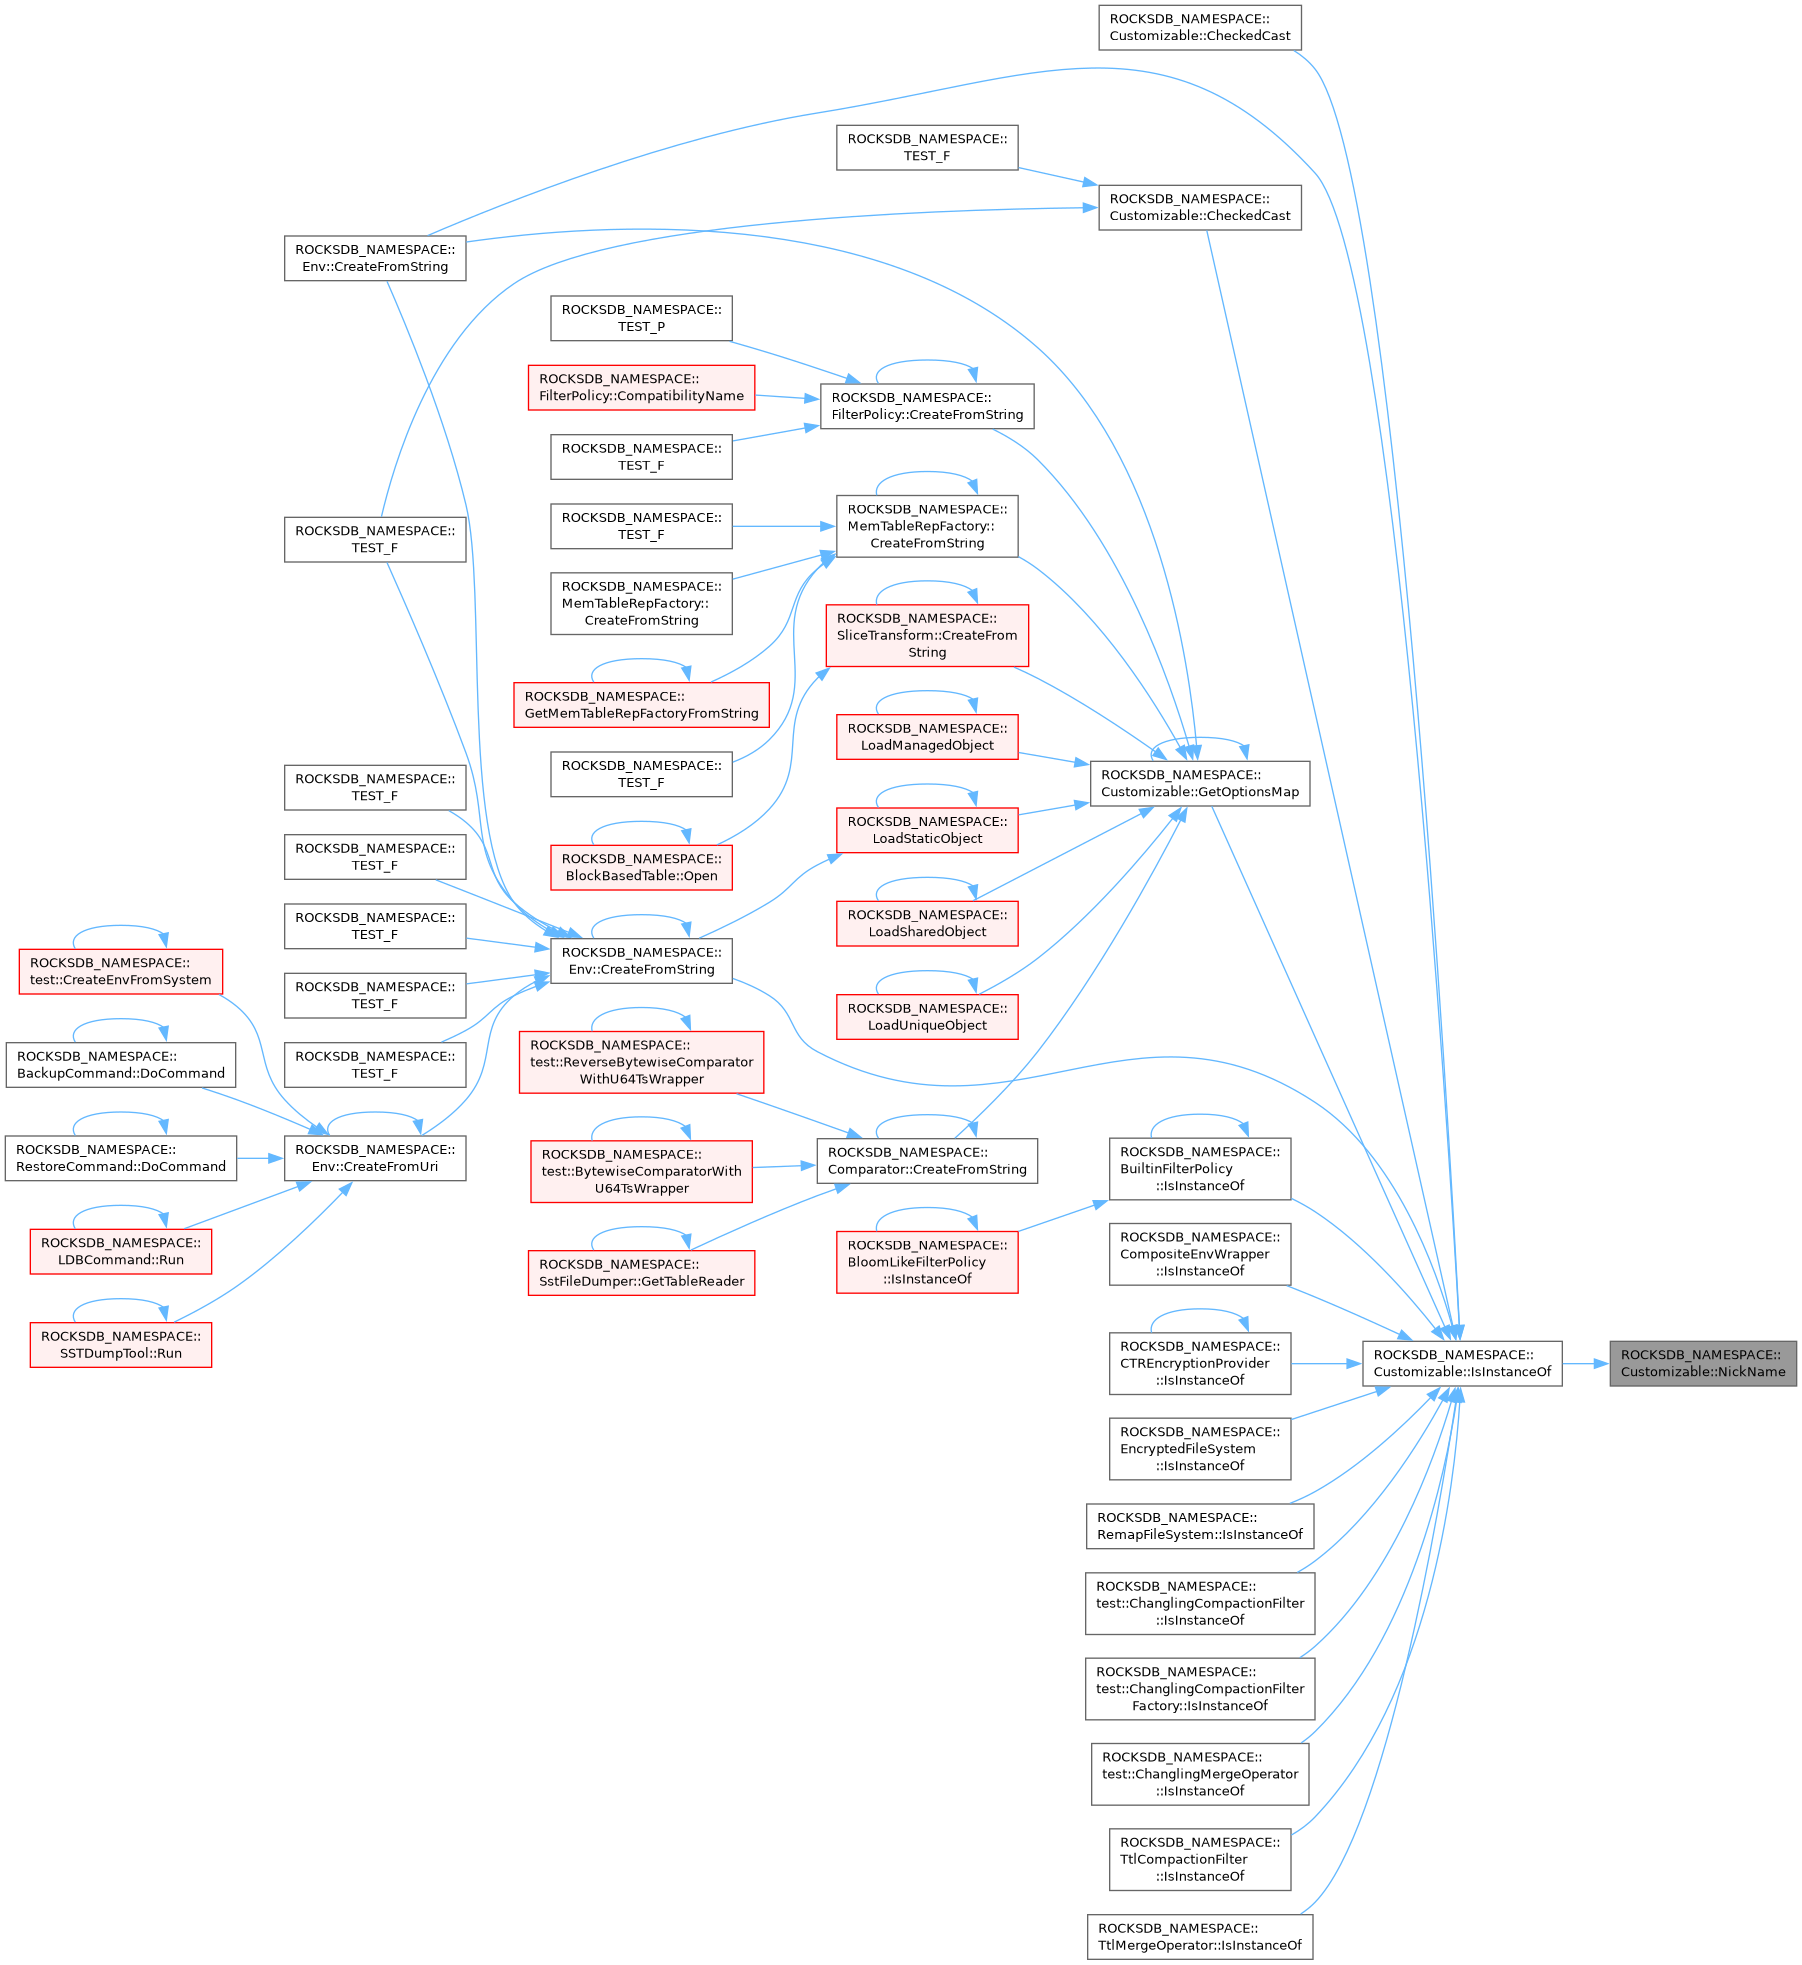 ROCKSDB_NAMESPACE::
Customizable::CheckedCast
ROCKSDB_NAMESPACE::
TEST_F
ROCKSDB_NAMESPACE::
Customizable::CheckedCast
ROCKSDB_NAMESPACE::
Env::CreateFromString
ROCKSDB_NAMESPACE::
TEST_P
ROCKSDB_NAMESPACE::
FilterPolicy::CompatibilityName
ROCKSDB_NAMESPACE::
FilterPolicy::CreateFromString
ROCKSDB_NAMESPACE::
TEST_F
ROCKSDB_NAMESPACE::
MemTableRepFactory::
CreateFromString
ROCKSDB_NAMESPACE::
TEST_F
ROCKSDB_NAMESPACE::
TEST_F
ROCKSDB_NAMESPACE::
MemTableRepFactory::
CreateFromString
ROCKSDB_NAMESPACE::
SliceTransform::CreateFrom
String
ROCKSDB_NAMESPACE::
GetMemTableRepFactoryFromString
ROCKSDB_NAMESPACE::
LoadManagedObject
ROCKSDB_NAMESPACE::
TEST_F
ROCKSDB_NAMESPACE::
Customizable::GetOptionsMap
ROCKSDB_NAMESPACE::
TEST_F
ROCKSDB_NAMESPACE::
LoadStaticObject
ROCKSDB_NAMESPACE::
TEST_F
ROCKSDB_NAMESPACE::
BlockBasedTable::Open
ROCKSDB_NAMESPACE::
LoadSharedObject
ROCKSDB_NAMESPACE::
TEST_F
ROCKSDB_NAMESPACE::
test::CreateEnvFromSystem
ROCKSDB_NAMESPACE::
Env::CreateFromString
ROCKSDB_NAMESPACE::
TEST_F
ROCKSDB_NAMESPACE::
LoadUniqueObject
ROCKSDB_NAMESPACE::
BackupCommand::DoCommand
ROCKSDB_NAMESPACE::
TEST_F
ROCKSDB_NAMESPACE::
test::ReverseBytewiseComparator
WithU64TsWrapper
ROCKSDB_NAMESPACE::
RestoreCommand::DoCommand
ROCKSDB_NAMESPACE::
Env::CreateFromUri
ROCKSDB_NAMESPACE::
test::BytewiseComparatorWith
U64TsWrapper
ROCKSDB_NAMESPACE::
Comparator::CreateFromString
ROCKSDB_NAMESPACE::
BuiltinFilterPolicy
::IsInstanceOf
ROCKSDB_NAMESPACE::
LDBCommand::Run
ROCKSDB_NAMESPACE::
SstFileDumper::GetTableReader
ROCKSDB_NAMESPACE::
BloomLikeFilterPolicy
::IsInstanceOf
ROCKSDB_NAMESPACE::
CompositeEnvWrapper
::IsInstanceOf
ROCKSDB_NAMESPACE::
SSTDumpTool::Run
ROCKSDB_NAMESPACE::
CTREncryptionProvider
::IsInstanceOf
ROCKSDB_NAMESPACE::
Customizable::IsInstanceOf
ROCKSDB_NAMESPACE::
Customizable::NickName
ROCKSDB_NAMESPACE::
EncryptedFileSystem
::IsInstanceOf
ROCKSDB_NAMESPACE::
RemapFileSystem::IsInstanceOf
ROCKSDB_NAMESPACE::
test::ChanglingCompactionFilter
::IsInstanceOf
ROCKSDB_NAMESPACE::
test::ChanglingCompactionFilter
Factory::IsInstanceOf
ROCKSDB_NAMESPACE::
test::ChanglingMergeOperator
::IsInstanceOf
ROCKSDB_NAMESPACE::
TtlCompactionFilter
::IsInstanceOf
ROCKSDB_NAMESPACE::
TtlMergeOperator::IsInstanceOf